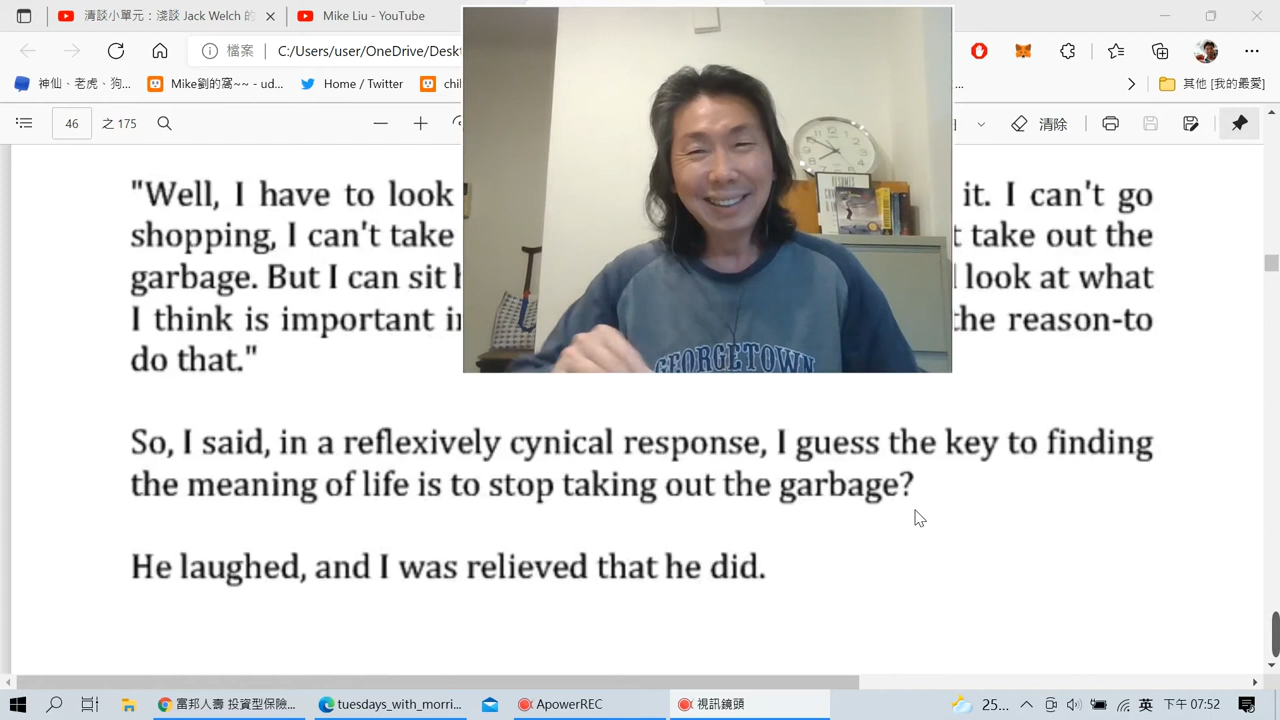 清談小單元：淺談 Jack Welch 的
Mike Liu - YouTube
檔案
C:/Users/user/OneDrive/Deskt
神仙、老虎、狗...
Mike劉的窩~~ - ud...
Home / Twitter
chi
其他 [我的最愛]
46
之 175
清除
"Well, I have to look
it. I can't go
shopping, I can't take
take out the
garbage. But I can sit
look at what
I think is important
the reason-to
do that."
GEORGETOWN
So, I said, in a reflexively cynical response, I guess the key to finding
the meaning of life is to stop taking out the garbage?
He laughed, and I was relieved that he did.
富邦人壽 投資型保險...
tuesdays_with_morri...
ApowerREC
視訊鏡頭
25...
英
下午 07:52